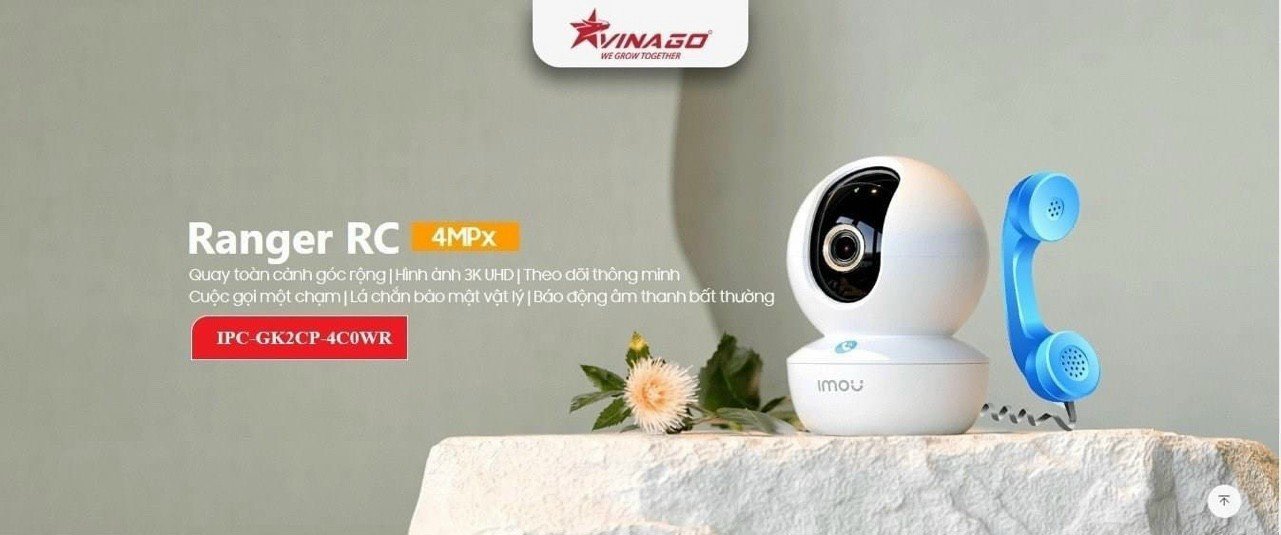 VINAGO
WE GROW TOGETHER
Ranger RC 4MPx
Quay toàn cảnh góc rộng | Hình ảnh 3K UHD | Theo dõi thông minh
Cuộc gọi một chạm | Lá chắn bảo mật vật lý | Báo động âm thanh bất thường
IPC-GK2CP-4C0WR
imou